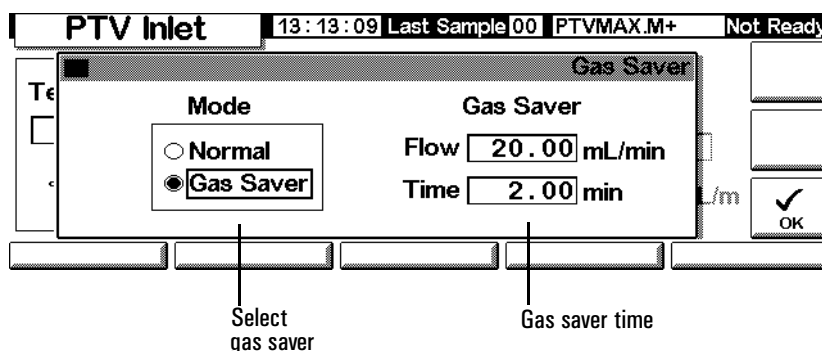 PTV Inlet 13:13:09 Last Sample 00 PTVMAX.M+ Not Ready
Gas Saver
Te
Mode Gas Saver
Normal Flow 20.00 mL/min
Gas Saver Time 2.00 min
L/m
OK
Select Gas saver time
gas saver